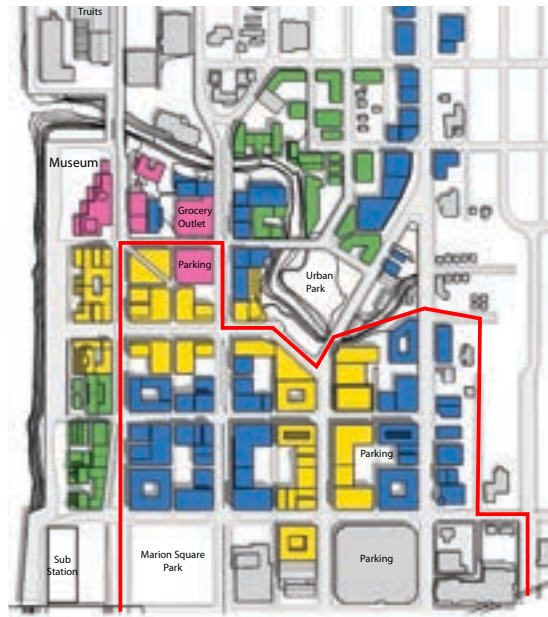 Truits
Museum
Grocery
Outlet
Parking
Urban
Park
Parking
Sub
Station
Marion Square
Park
Parking